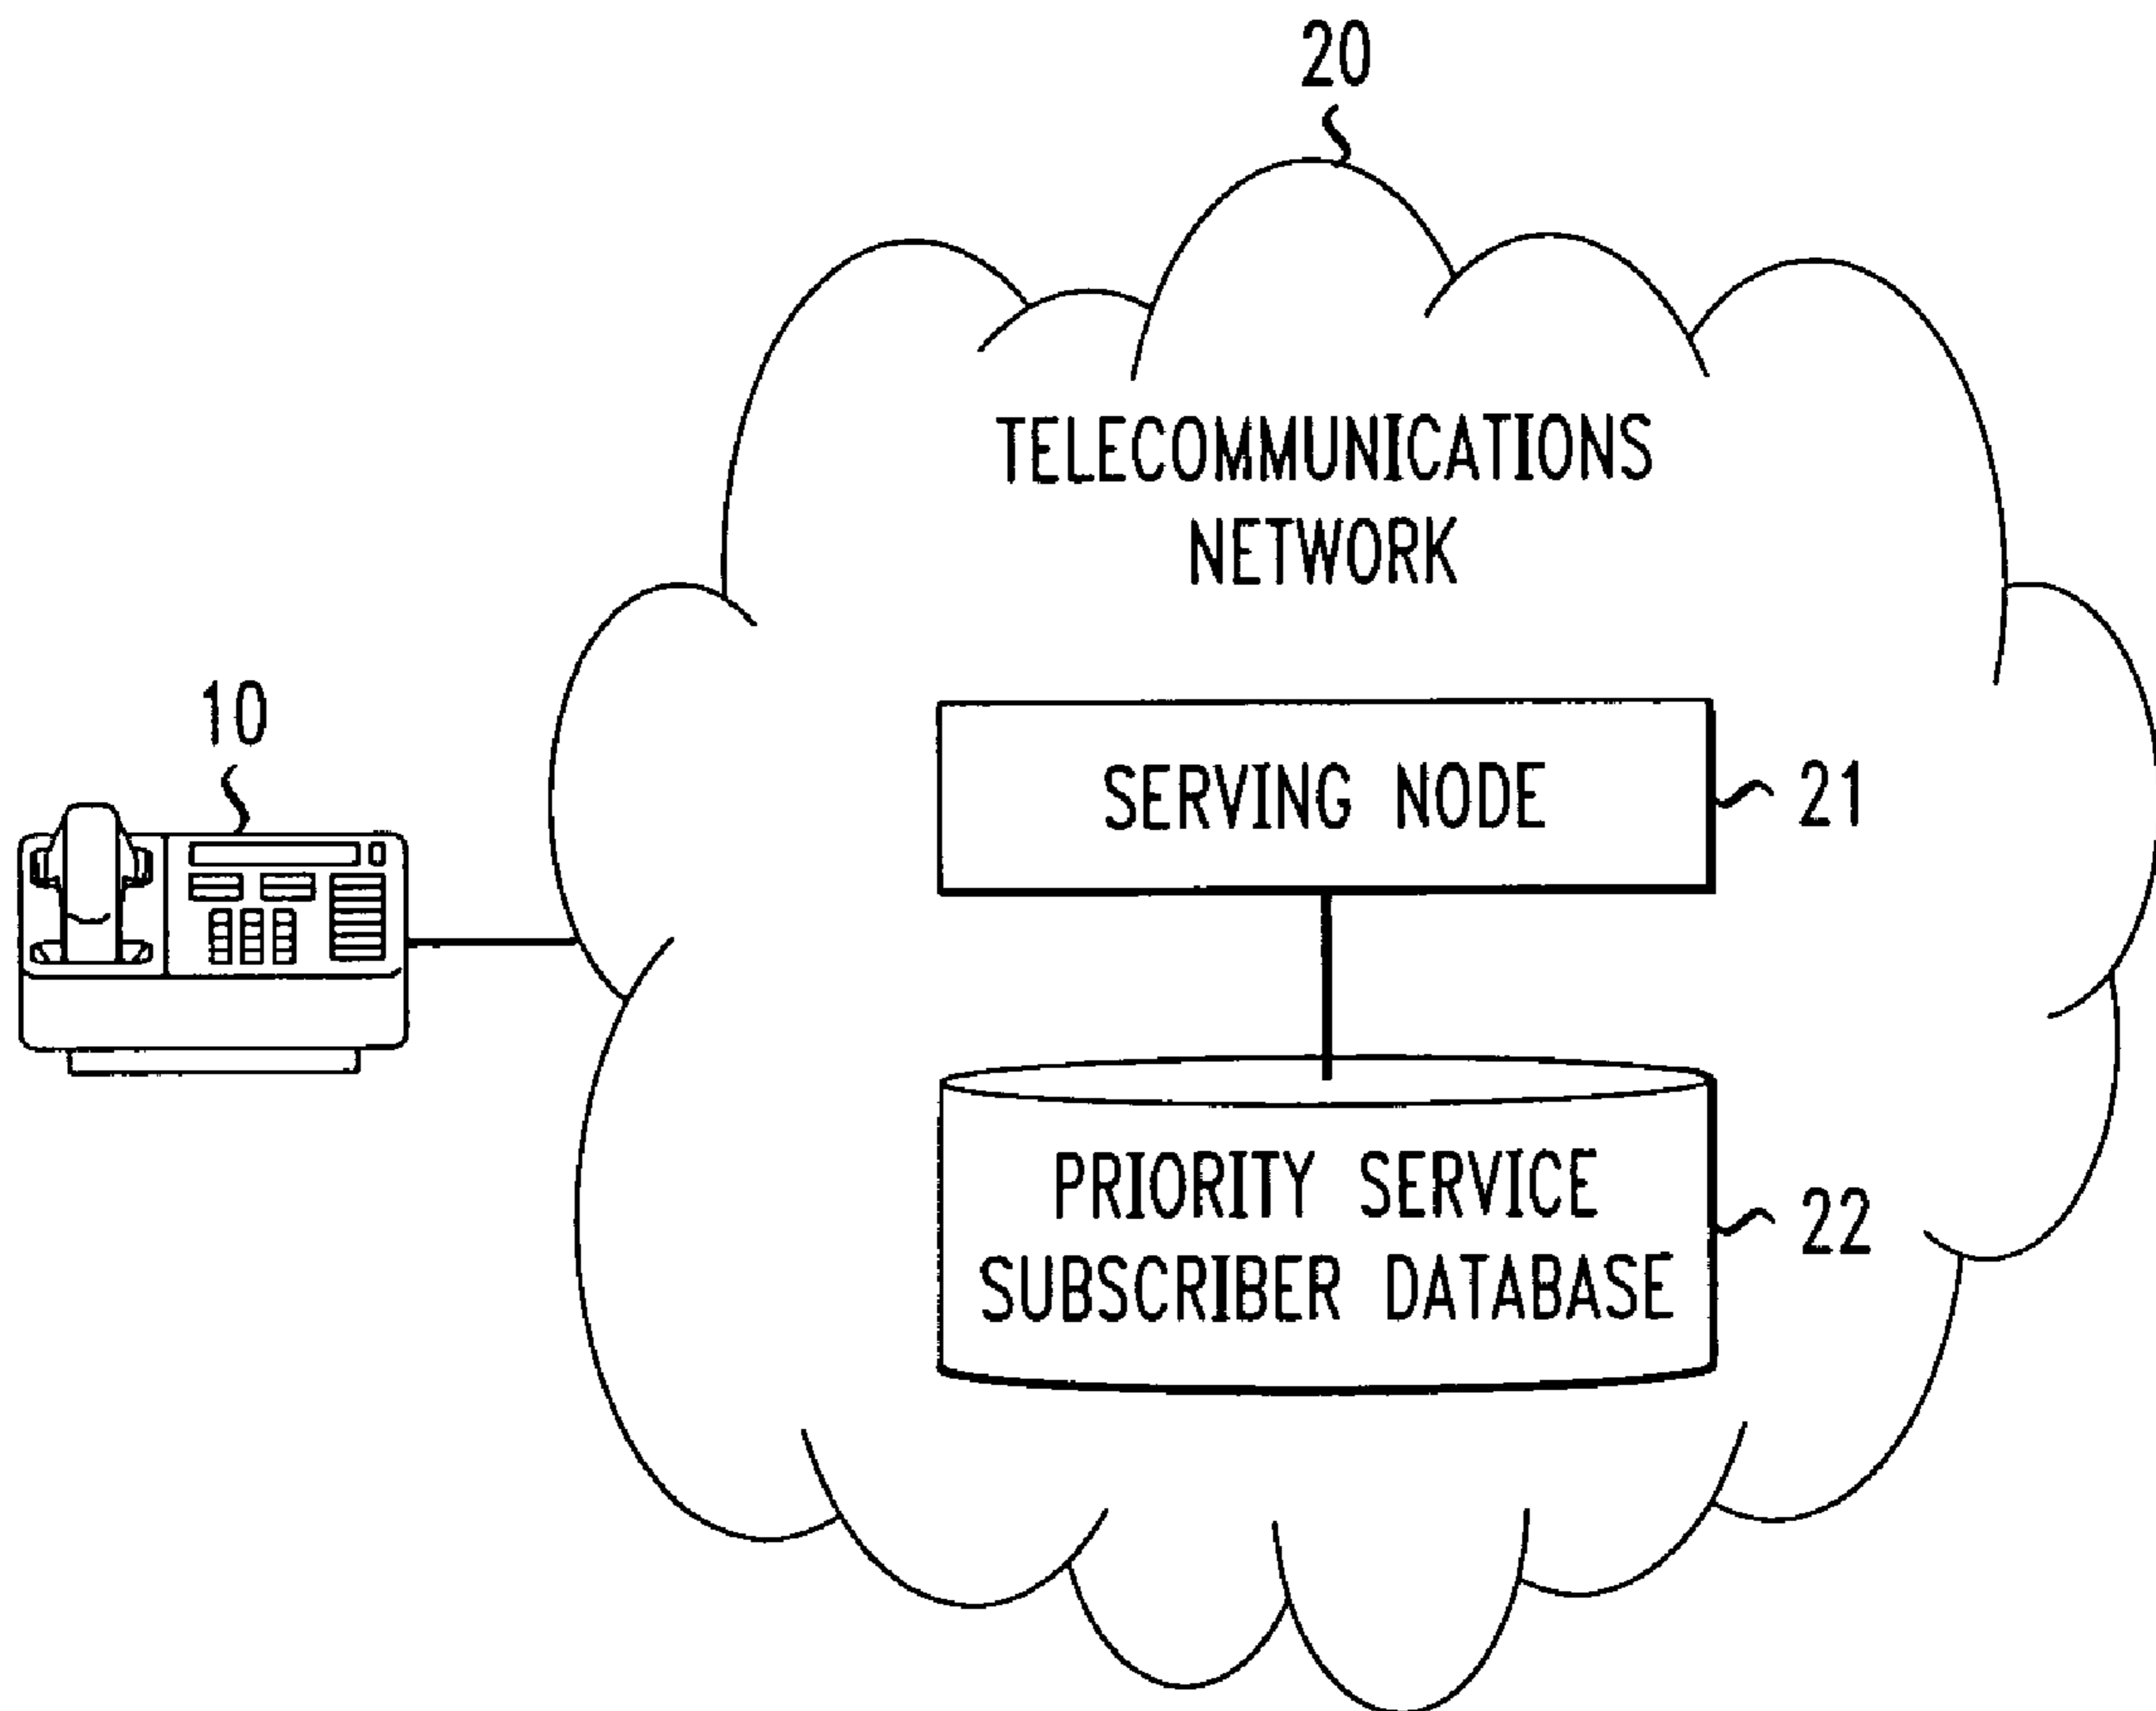 20
TELECOMMUNICATIONS
NETWORK
10
SERVING NODE
21
PRIORITY SERVICE
SUBSCRIBER DATABASE
22